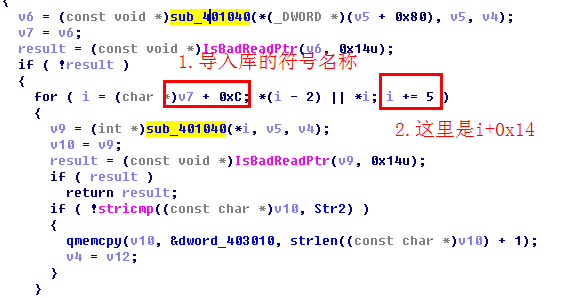 v6 = (const void *)sub_401040(*(_DWORD *)(v5 + 0x80), v5, v4);
v7 = v6;
result = (const void *)IsBadReadPtr(v6, 0x14u);
if ( !result )
1.导入库的符号名称
{
for ( i = (char *)v7 + 0xC; *(i - 2) || *i; i += 5 )
{
2.这里是i+0x14
v9 = (int *)sub_401040(*i, v5, v4);
v10 = v9;
result = (const void *)IsBadReadPtr(v9, 0x14u);
if ( result )
return result;
if ( !stricmp((const char *)v10, Str2) )
{
qmemcpy(v10, &dword_403010, strlen((const char *)v10) + 1);
v4 = v12;
}
}